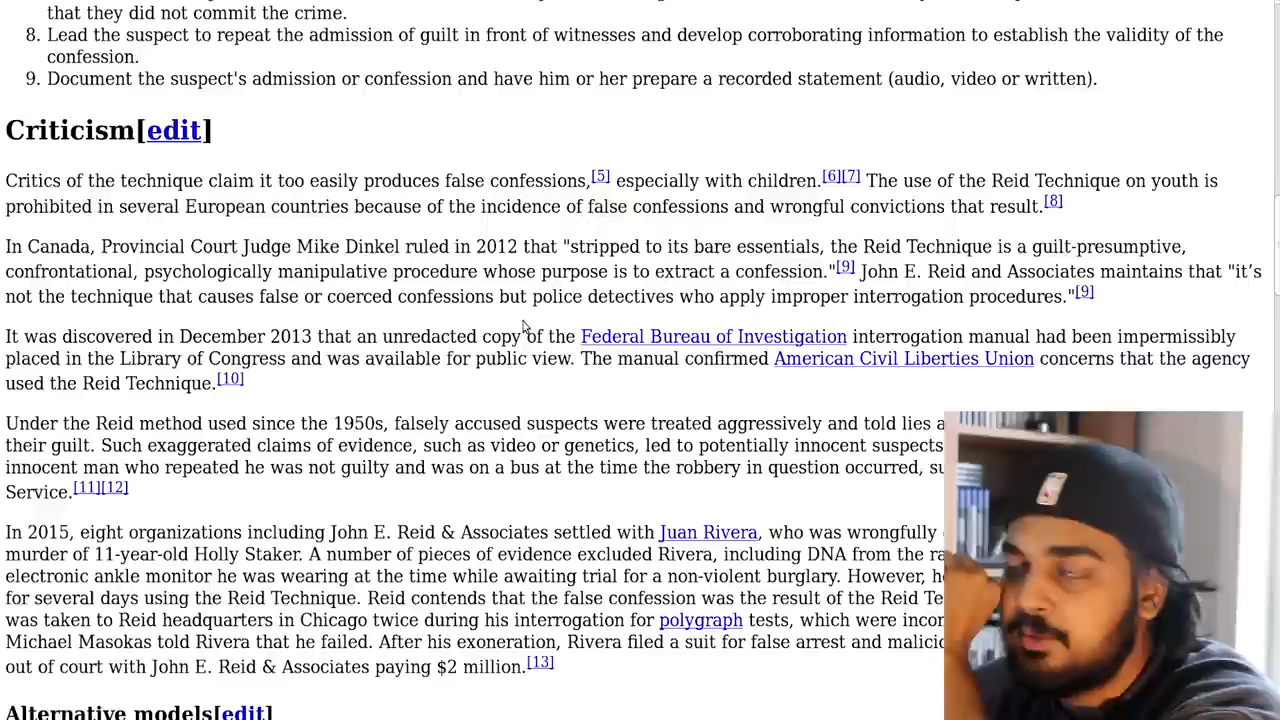 that they did not commit the crime.
8. Lead the suspect to repeat the admission of guilt in front of witnesses and develop corroborating information to establish the validity of the
confession.
9. Document the suspect's admission or confession and have him or her prepare a recorded statement (audio, video or written).
Criticism[edit]
Critics of the technique claim it too easily produces false confessions,[5] especially with children.[6][7] The use of the Reid Technique on youth is
prohibited in several European countries because of the incidence of false confessions and wrongful convictions that result.[8]
In Canada, Provincial Court Judge Mike Dinkel ruled in 2012 that "stripped to its bare essentials, the Reid Technique is a guilt-presumptive,
confrontational, psychologically manipulative procedure whose purpose is to extract a confession."[9] John E. Reid and Associates maintains that "it’s
not the technique that causes false or coerced confessions but police detectives who apply improper interrogation procedures."[9]
It was discovered in December 2013 that an unredacted copy of the Federal Bureau of Investigation interrogation manual had been impermissibly
placed in the Library of Congress and was available for public view. The manual confirmed American Civil Liberties Union concerns that the agency
used the Reid Technique.[10]
Under the Reid method used since the 1950s, falsely accused suspects were treated aggressively and told lies a
their guilt. Such exaggerated claims of evidence, such as video or genetics, led to potentially innocent suspects
innocent man who repeated he was not guilty and was on a bus at the time the robbery in question occurred, su
Service.[11][12]
In 2015, eight organizations including John E. Reid & Associates settled with Juan Rivera, who was wrongfully
murder of 11-year-old Holly Staker. A number of pieces of evidence excluded Rivera, including DNA from the ra
electronic ankle monitor he was wearing at the time while awaiting trial for a non-violent burglary. However, he
for several days using the Reid Technique. Reid contends that the false confession was the result of the Reid Te
was taken to Reid headquarters in Chicago twice during his interrogation for polygraph tests, which were incon
Michael Masokas told Rivera that he failed. After his exoneration, Rivera filed a suit for false arrest and malicio
out of court with John E. Reid & Associates paying $2 million.[13]
Alternative models[edit]